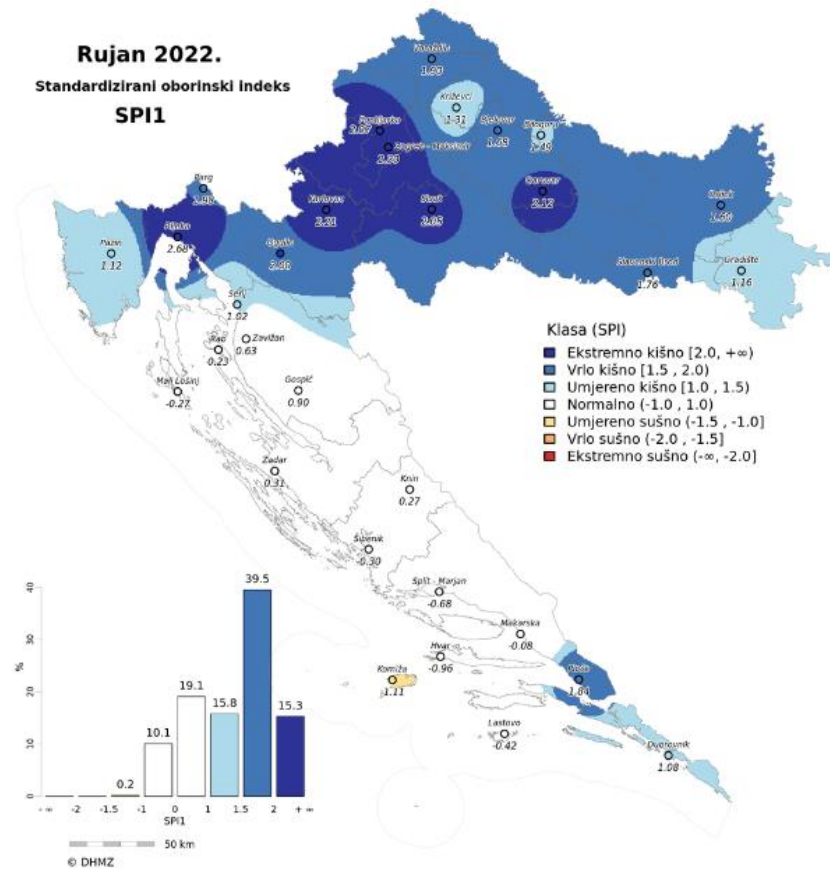 Rujan 2022.
Standardizirani oborinski indeks
SPI1
Varaždin
1.93
Križevci
1.31
Puntijarka
Bjelovar
1.68
Bilogora
1.49
Zagreb - Maksimir
2.33
Parg
Karlovac
2.21
Sisak
2.05
Daruvar
2.12
Osijek
Rijeka
2.68
Pazin
1.12
Ogulin
Slavonski Brod
1.76
Gradište
1.16
Senj
1.02
Zavižan
0.63
Rab
-0.23
Mali Lošinj
-0.27
Gospić
0.90
Klasa (SPI)
Ekstremno kišno [2.0, +∞)
Vrlo kišno [1.5 , 2.0)
Umjereno kišno [1.0 , 1.5)
Normalno (-1.0 , 1.0)
Umjereno sušno (-1.5 , -1.0]
Vrlo sušno (-2.0 , -1.5]
Ekstremno sušno (-∞, -2.0]
Zadar
0.31
Knin
0.27
Šibenik
-0.30
Split - Marjan
-0.68
Makarska
-0.08
Hvar
-0.96
Komiža
-1.11
Ploče
1.84
Lastovo
-0.42
Dubrovnik
1.08
40
30
20
10
0
%
0.2
10.1
19.1
15.8
39.5
15.3
- ∞ -2 -1.5 -1 0 1 1.5 2 + ∞
SPI1
50 km
© DHMZ